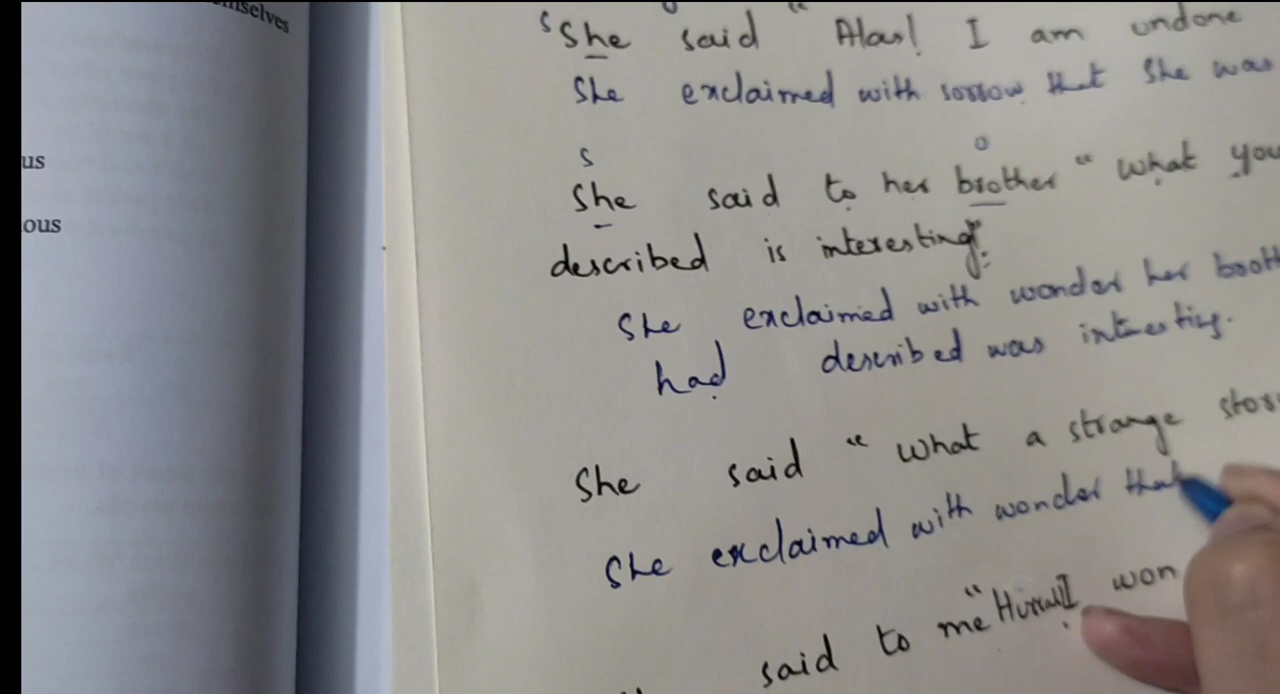 us
ous
S
She said " Alas! I am undone
She exclaimed with sorrow that She was
S o
She said to her brother " what you
described is interesting".
She exclaimed with wonder her
had described was interesting.
She said " what a strange
She exclaimed with wonder that
said to me "Hurrah I won